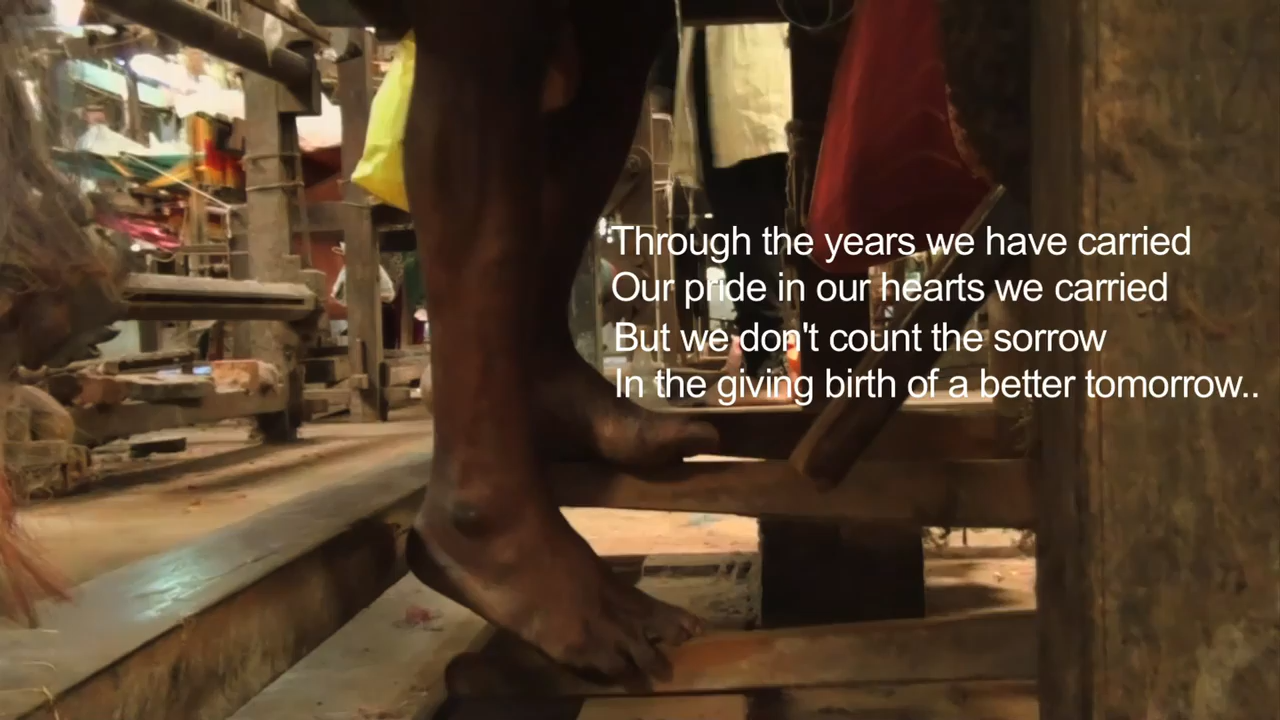 Through the years we have carried
Our pride in our hearts we carried
But we don't count the sorrow
In the giving birth of a better tomorrow..